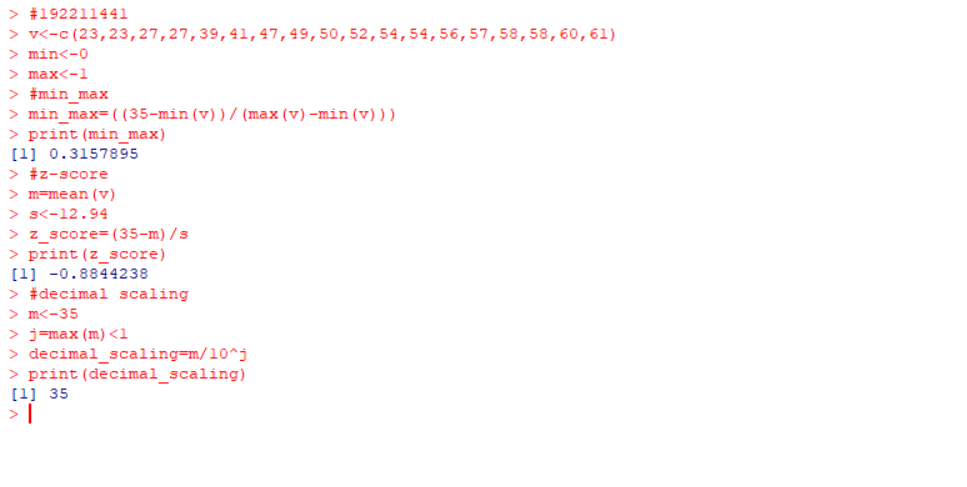 > #192211441
> v<-c(23,23,27,27,39,41,47,49,50,52,54,54,56,57,58,58,60,61)
> min<-0
> max<-1
> #min_max
> min_max=((35-min(v))/(max(v)-min(v)))
> print(min_max)
[1] 0.3157895
> #z-score
> m=mean(v)
> s<-12.94
> z_score=(35-m)/s
> print(z_score)
[1] -0.8844238
> #decimal scaling
> m<-35
> j=max(m)<1
> decimal_scaling=m/10^j
> print(decimal_scaling)
[1] 35
>